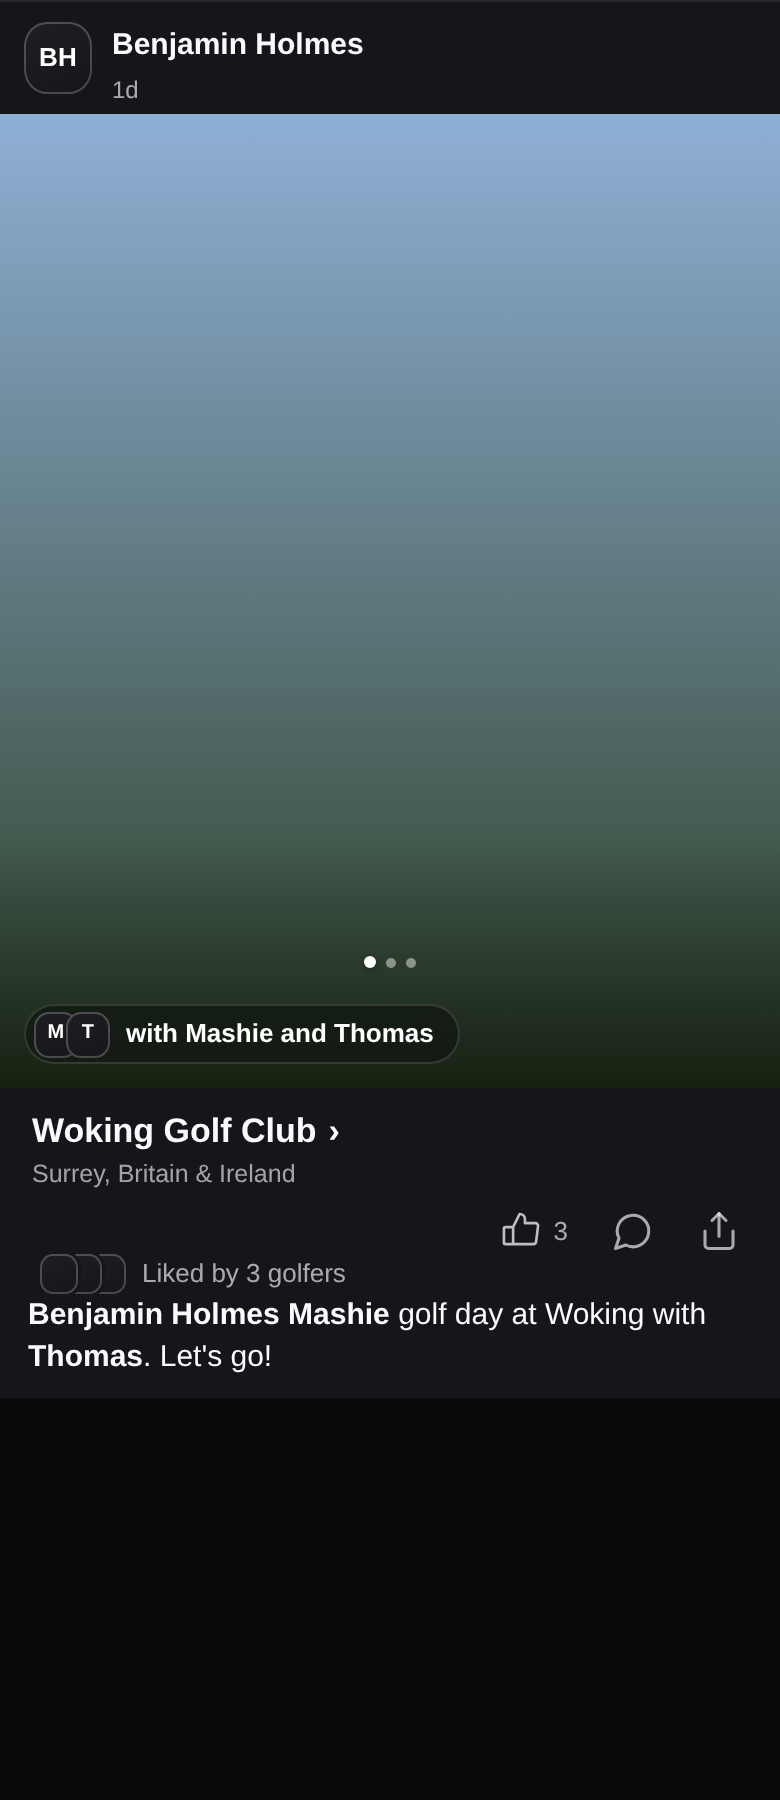 BH
Benjamin Holmes
1d
M T with Mashie and Thomas
Woking Golf Club ›
Surrey, Britain & Ireland
3
Liked by 3 golfers
Benjamin Holmes Mashie golf day at Woking with
Thomas. Let's go!